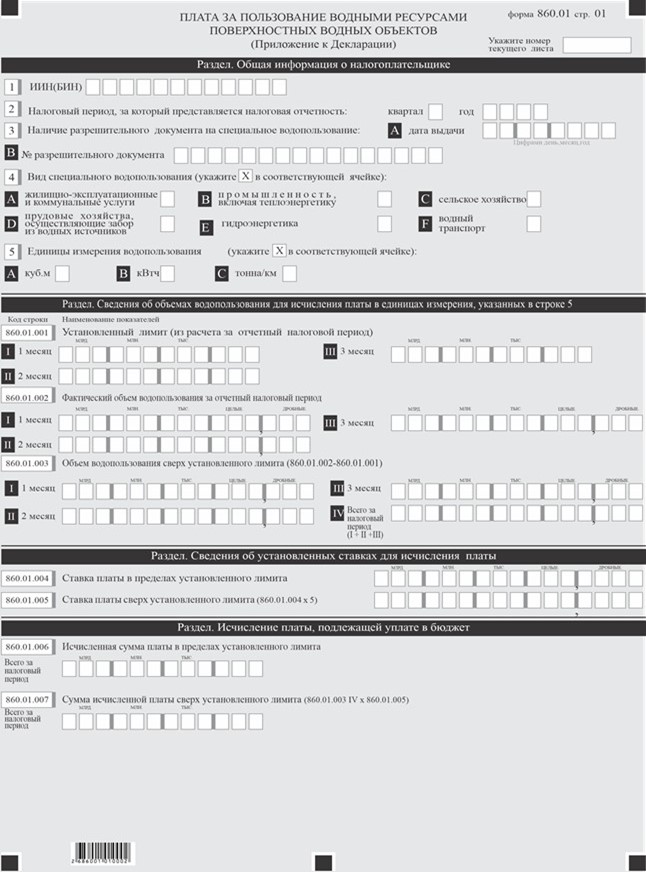 ПЛАТА ЗА ПОЛЬЗОВАНИЕ ВОДНЫМИ РЕСУРСАМИ
форма 860.01 стр. 01
ПОВЕРХНОСТНЫХ ВОДНЫХ ОБЪЕКТОВ
(Приложение к Декларации)
Укажите номер
текущего листа
Раздел. Общая информация о налогоплательщике
1 ИИН(БИН)
2 Налоговый период, за который представляется налоговая отчетность: квартал год
3 Наличие разрешительного документа на специальное водопользование: A дата выдачи
Цифрами день,месяц,год
B № разрешительного документа
4 Вид специального водопользования (укажите X в соответствующей ячейке):
A жилищно-эксплуатационные и коммунальные услуги
B промышленность, включая теплоэнергетику
C сельское хозяйство
D прудовые хозяйства, осуществляющие забор из водных источников
E гидроэнергетика
F водный транспорт
5 Единицы измерения водопользования (укажите X в соответствующей ячейке):
A куб.м B кВтч C тонна/км
Раздел. Сведения об объемах водопользования для исчисления платы в единицах измерения, указанных в строке 5
Код строки Наименование показателей
860.01.001 Установленный лимит (из расчета за отчетный налоговой период)
МЛРД МЛН ТЫС МЛРД МЛН ТЫС
I 1 месяц III 3 месяц
II 2 месяц
860.01.002 Фактический объем водопользования за отчетный налоговый период
МЛРД МЛН ТЫС ЦЕЛЫЕ ДРОБНЫЕ МЛРД МЛН ТЫС ЦЕЛЫЕ ДРОБНЫЕ
I 1 месяц , III 3 месяц ,
II 2 месяц ,
860.01.003 Объем водопользования сверх установленного лимита (860.01.002-860.01.001)
МЛРД МЛН ТЫС ЦЕЛЫЕ ДРОБНЫЕ МЛРД МЛН ТЫС ЦЕЛЫЕ ДРОБНЫЕ
I 1 месяц , III 3 месяц ,
II 2 месяц , IV Всего за ,
налоговый
период
(I + II +III)
Раздел. Сведения об установленных ставках для исчисления платы
МЛРД МЛН ТЫС ЦЕЛЫЕ ДРОБНЫЕ
860.01.004 Ставка платы в пределах установленного лимита ,
860.01.005 Ставка платы сверх установленного лимита (860.01.004 х 5) ,
Раздел. Исчисление платы, подлежащей уплате в бюджет
860.01.006 Исчисленная сумма платы в пределах установленного лимита
МЛРД МЛН ТЫС
Всего за
налоговый
период
860.01.007 Сумма исчисленной платы сверх установленного лимита (860.01.003 IV х 860.01.005)
МЛРД МЛН ТЫС
Всего за
налоговый
период
2 686001 010002